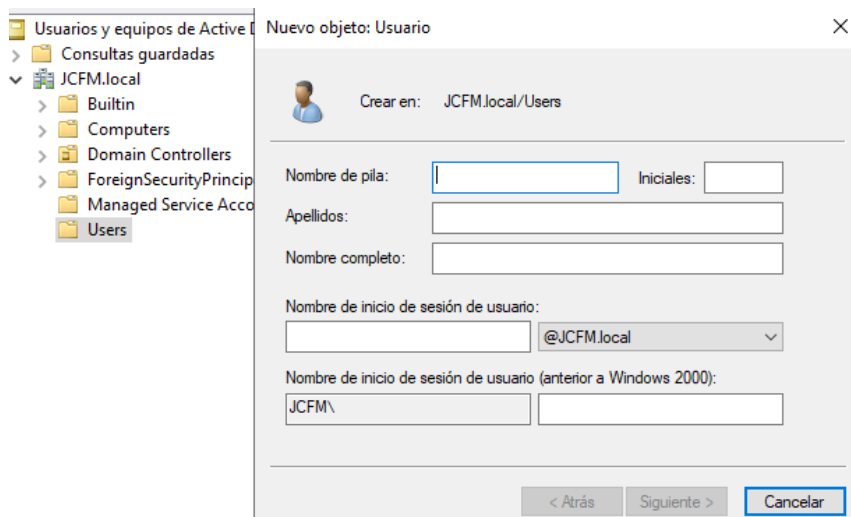 Usuarios y equipos de Active D
Consultas guardadas
JCFM.local
Builtin
Computers
Domain Controllers
ForeignSecurityPrincip
Managed Service Acco
Users
Nuevo objeto: Usuario
Crear en: JCFM.local/Users
Nombre de pila:
Iniciales:
Apellidos:
Nombre completo:
Nombre de inicio de sesión de usuario:
@JCFM.local
Nombre de inicio de sesión de usuario (anterior a Windows 2000):
JCFM\
< Atrás
Siguiente >
Cancelar